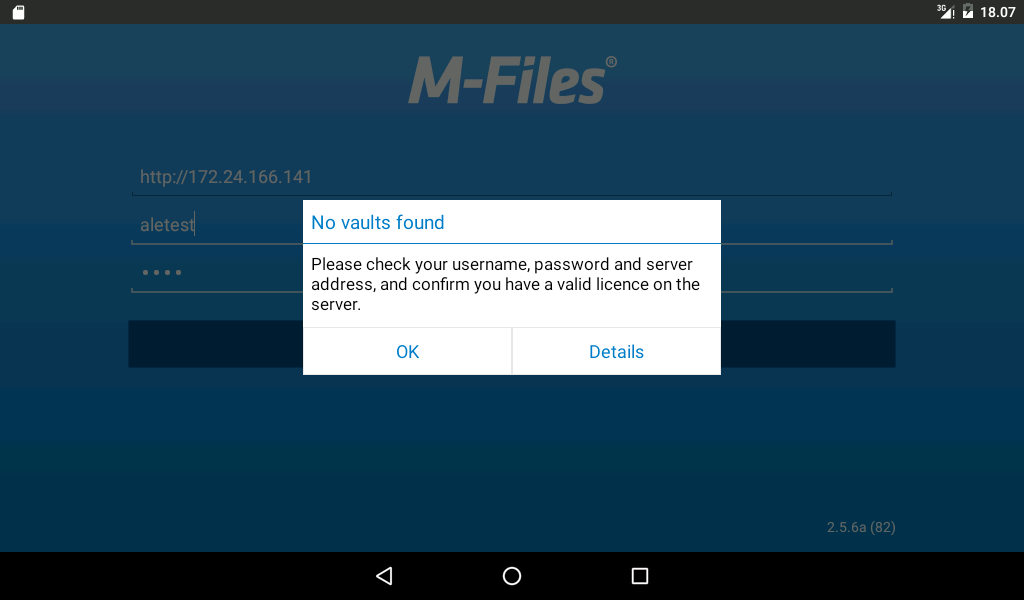 3G 18.07
M-Files®
http://172.24.166.141
aletest
••••
No vaults found
Please check your username, password and server
address, and confirm you have a valid licence on the
server.
OK Details
2.5.6a (82)